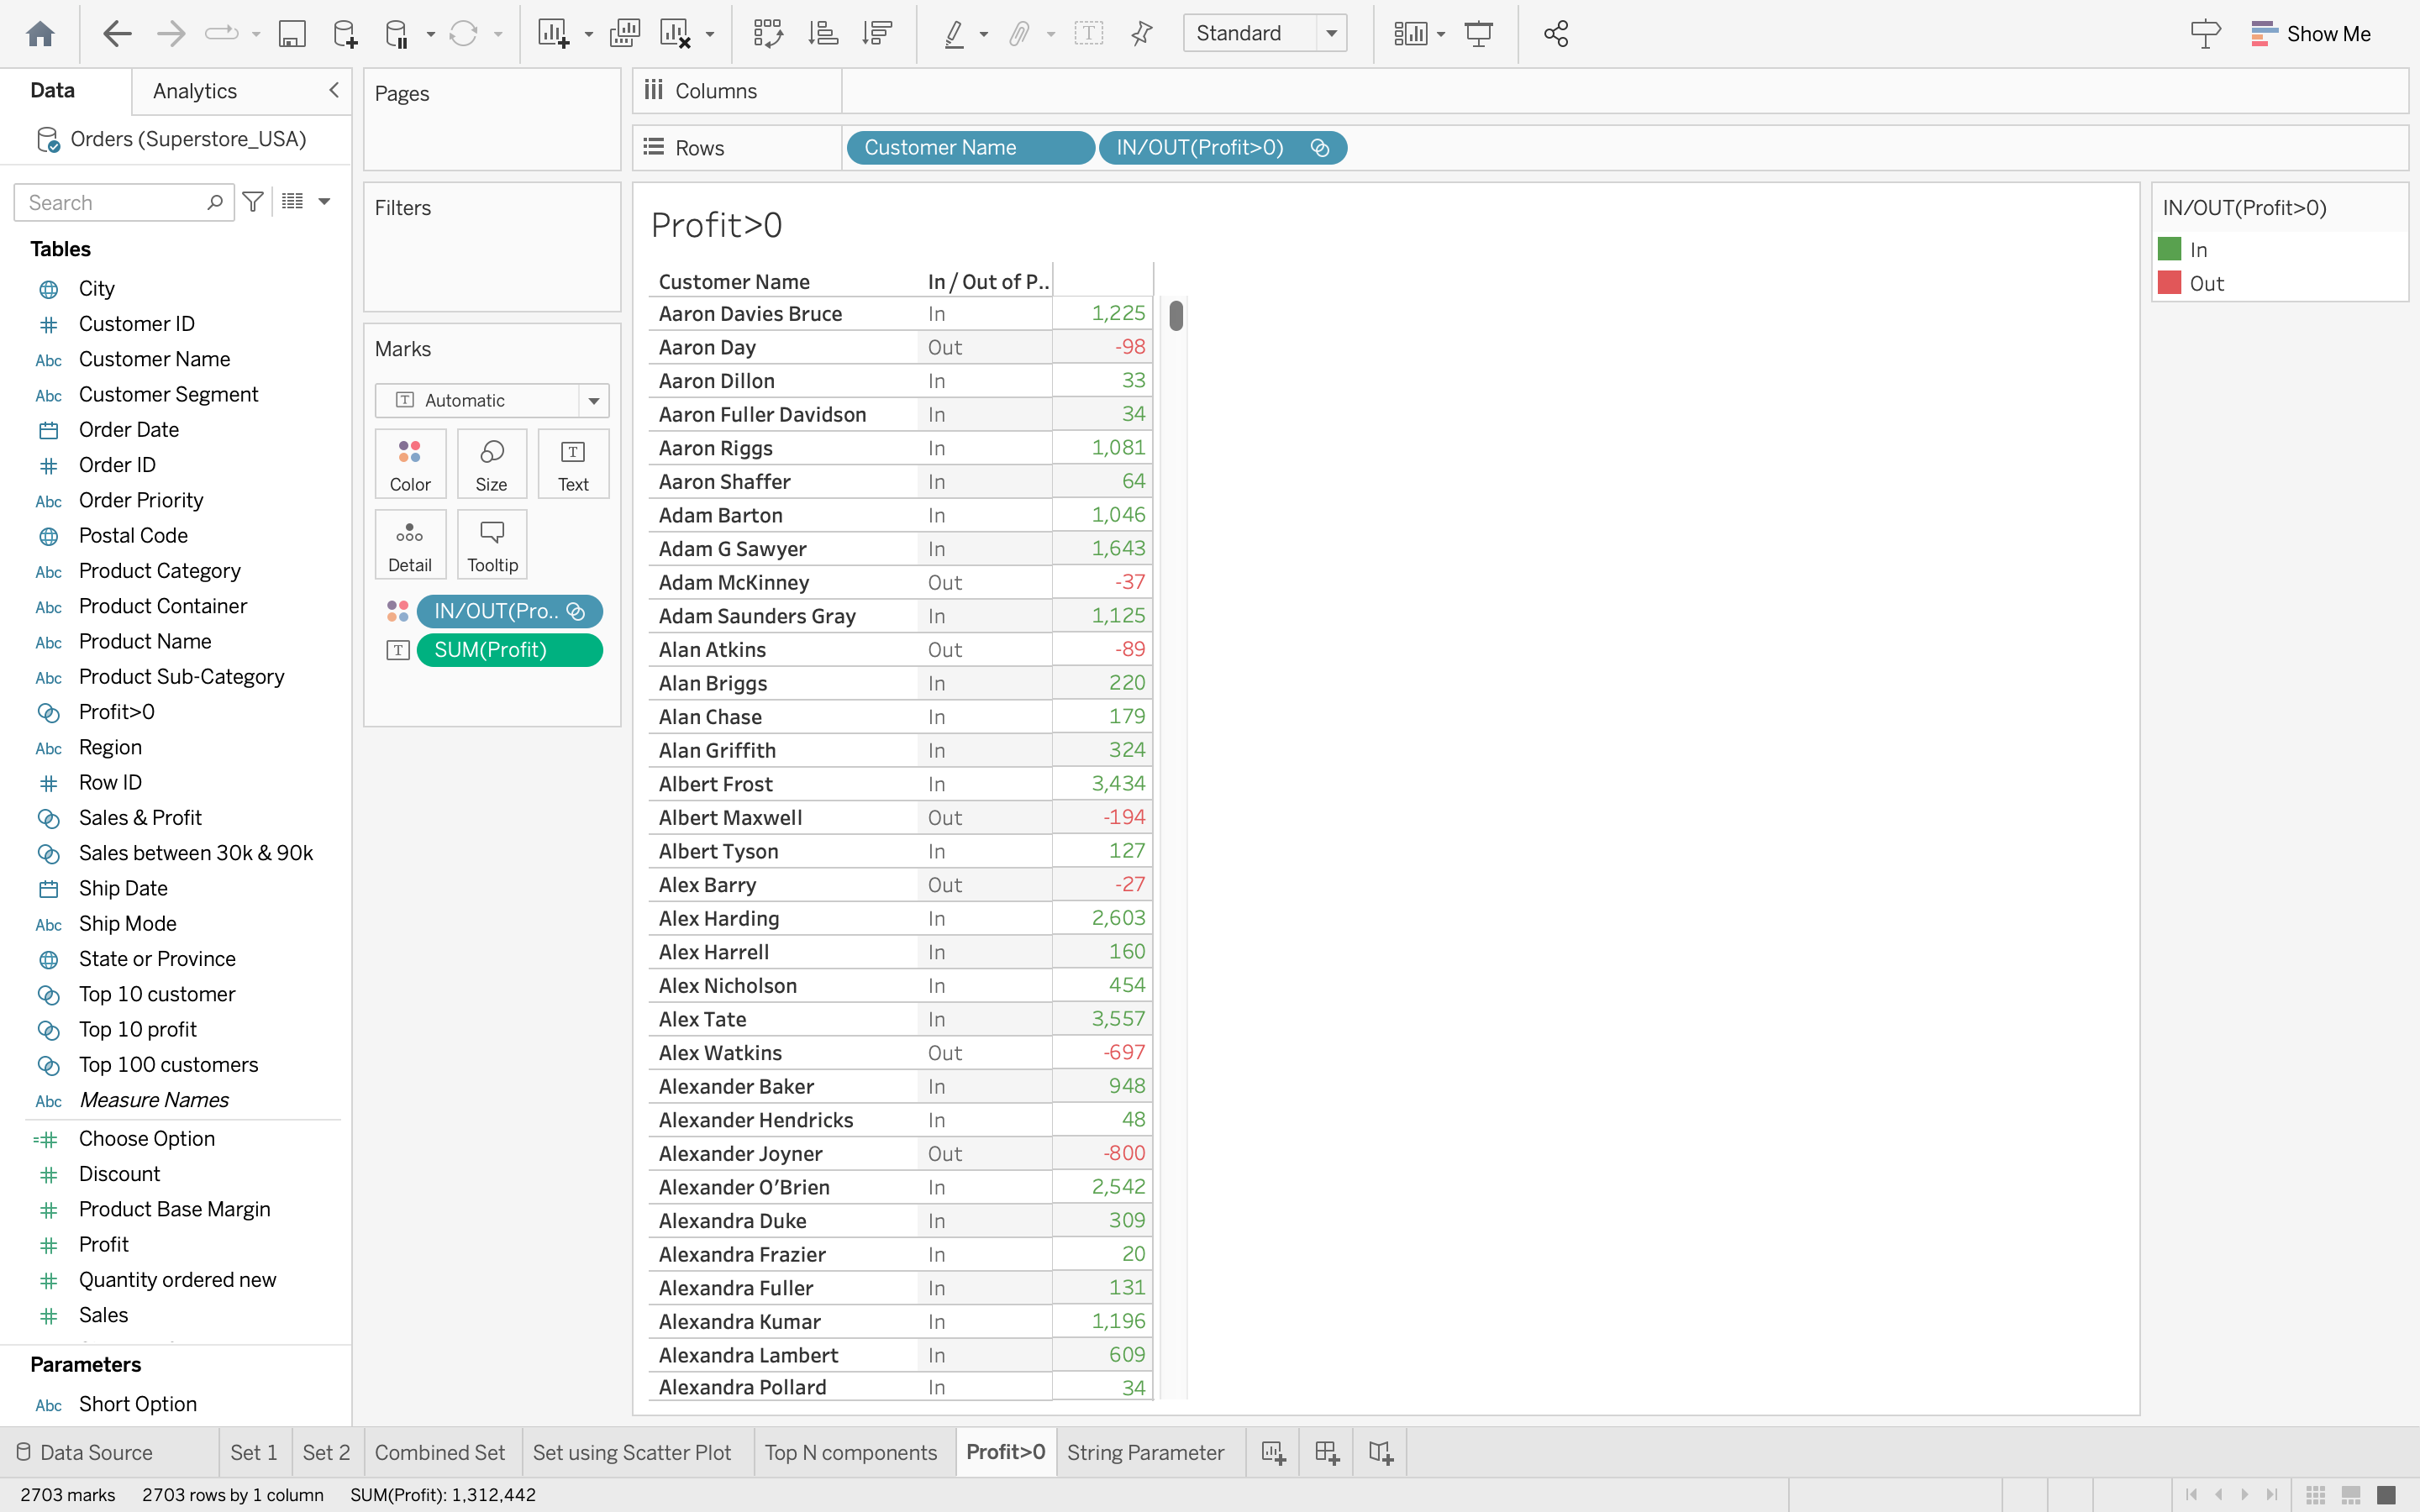 Standard
Show Me
Data
Analytics
Orders (Superstore_USA)
Search
Tables
City
Customer ID
Abc Customer Name
Abc Customer Segment
Order Date
Order ID
Abc Order Priority
Postal Code
Abc Product Category
Abc Product Container
Abc Product Name
Abc Product Sub-Category
Profit>0
Abc Region
Row ID
Sales & Profit
Sales between 30k & 90k
Ship Date
Abc Ship Mode
State or Province
Top 10 customer
Top 10 profit
Top 100 customers
Abc Measure Names
Choose Option
Discount
Product Base Margin
Profit
Quantity ordered new
Sales
Parameters
Abc Short Option
Pages
Filters
Marks
T Automatic
Color
Size
T Text
Detail
Tooltip
IN/OUT(Pro..
T SUM(Profit)
Columns
Rows
Customer Name
IN/OUT(Profit>0)
Profit>0
Customer Name In / Out of P..
Aaron Davies Bruce In 1,225
Aaron Day Out -98
Aaron Dillon In 33
Aaron Fuller Davidson In 34
Aaron Riggs In 1,081
Aaron Shaffer In 64
Adam Barton In 1,046
Adam G Sawyer In 1,643
Adam McKinney Out -37
Adam Saunders Gray In 1,125
Alan Atkins Out -89
Alan Briggs In 220
Alan Chase In 179
Alan Griffith In 324
Albert Frost In 3,434
Albert Maxwell Out -194
Albert Tyson In 127
Alex Barry Out -27
Alex Harding In 2,603
Alex Harrell In 160
Alex Nicholson In 454
Alex Tate In 3,557
Alex Watkins Out -697
Alexander Baker In 948
Alexander Hendricks In 48
Alexander Joyner Out -800
Alexander O'Brien In 2,542
Alexandra Duke In 309
Alexandra Frazier In 20
Alexandra Fuller In 131
Alexandra Kumar In 1,196
Alexandra Lambert In 609
Alexandra Pollard In 34
IN/OUT(Profit>0)
In
Out
Data Source
Set 1
Set 2
Combined Set
Set using Scatter Plot
Top N components
Profit>0
String Parameter
2703 marks 2703 rows by 1 column SUM(Profit): 1,312,442